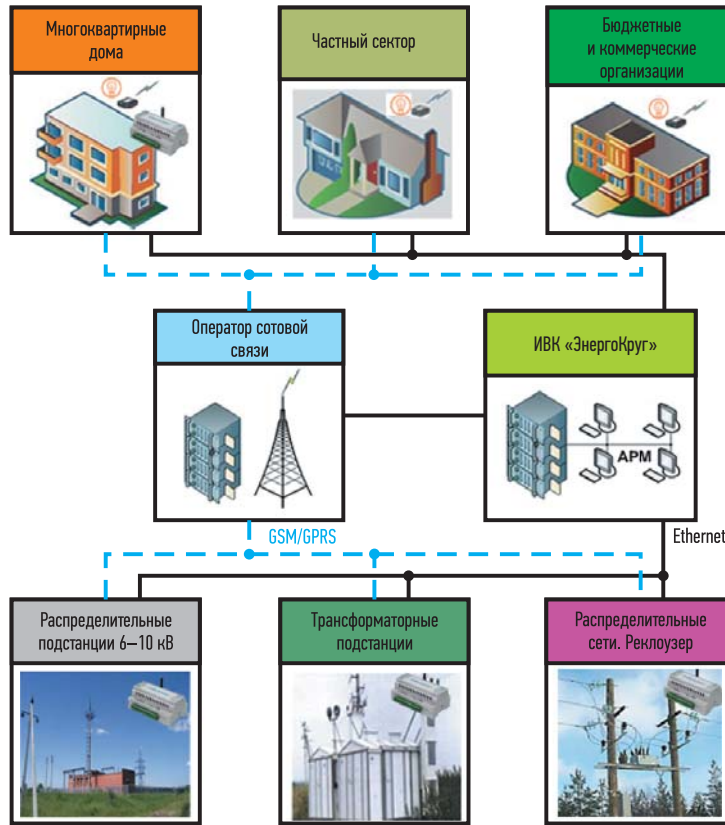 Многоквартирные
дома
Частный сектор
Бюджетные
и коммерческие
организации
Оператор сотовой
связи
ИВК «ЭнергоКруг»
АРМ
GSM/GPRS
Ethernet
Распределительные
подстанции 6–10 кВ
Трансформаторные
подстанции
Распределительные
сети. Реклоузер